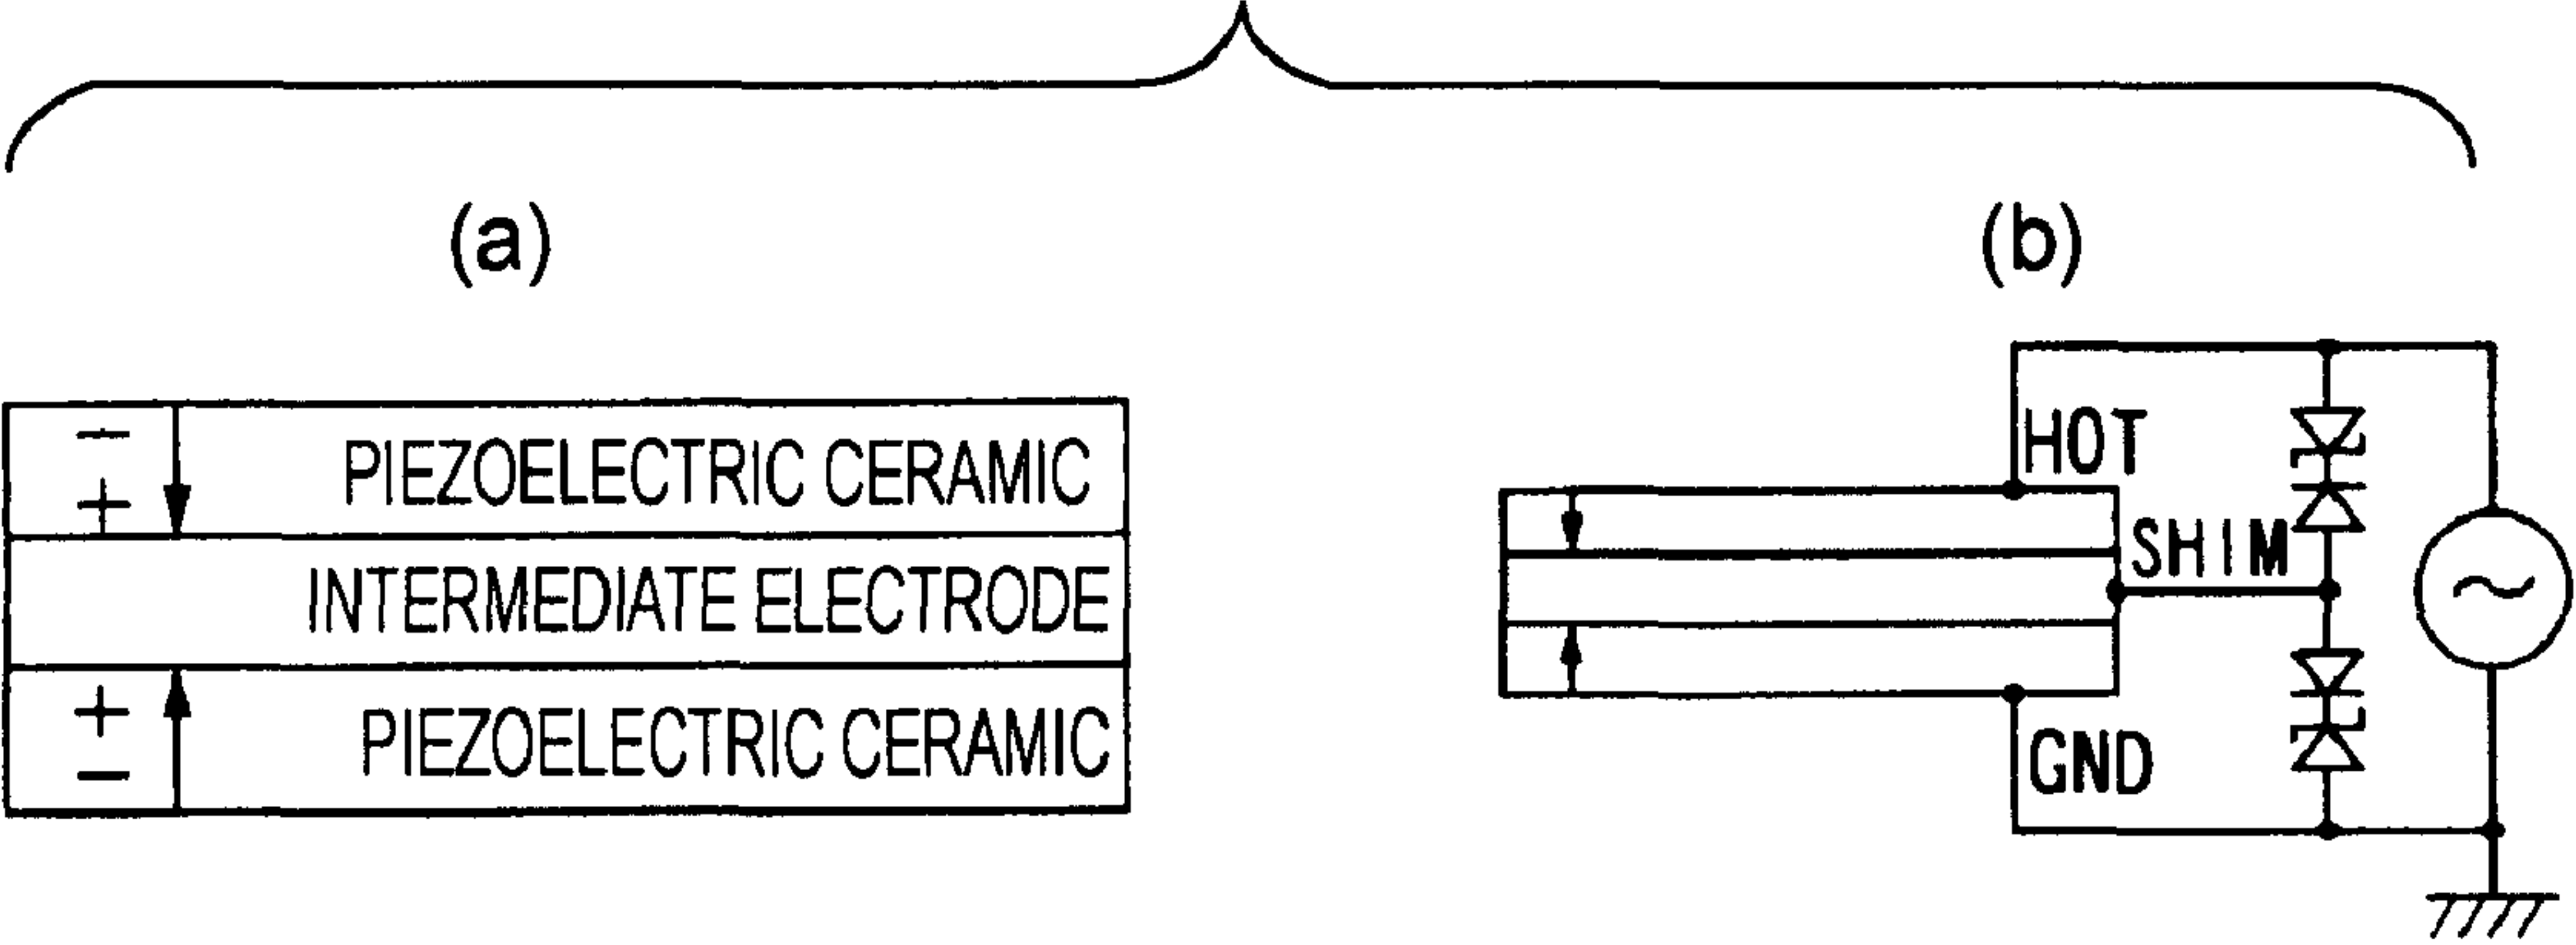 (a)
(b)
−
+
PIEZOELECTRIC CERAMIC
INTERMEDIATE ELECTRODE
+
−
PIEZOELECTRIC CERAMIC
HOT
SHIM
GND
~